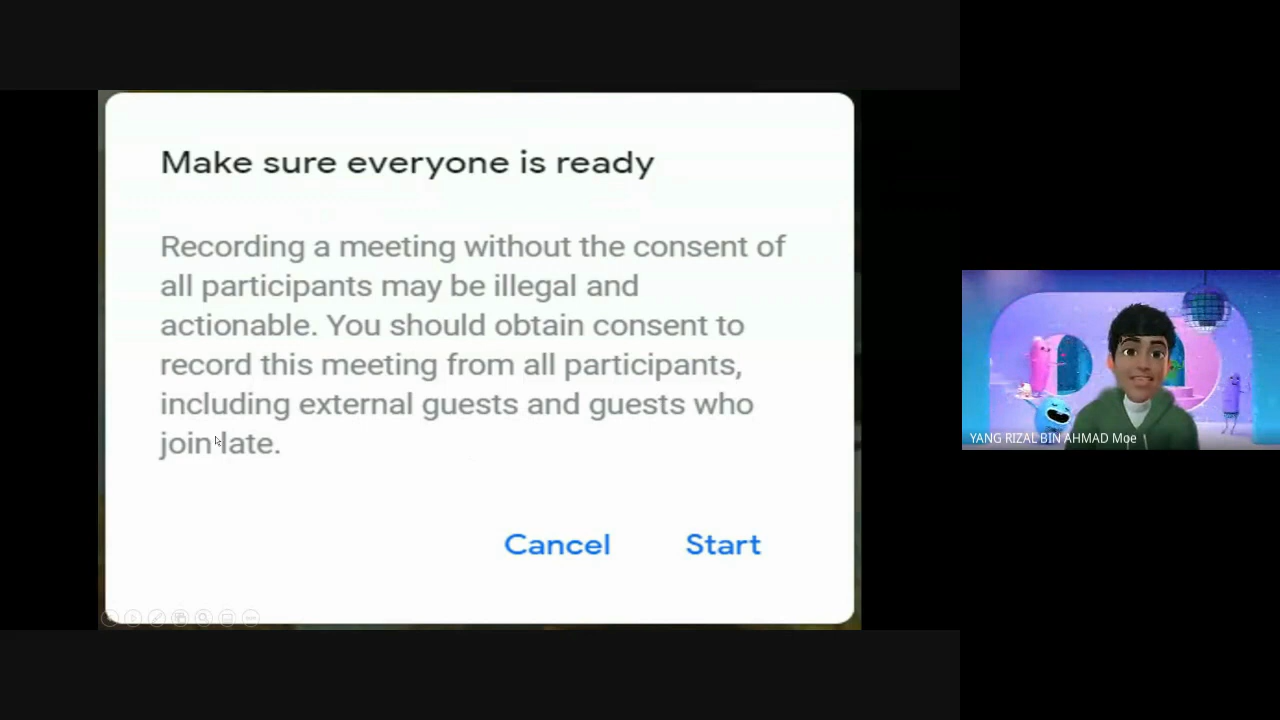 Make sure everyone is ready
Recording a meeting without the consent of
all participants may be illegal and
actionable. You should obtain consent to
record this meeting from all participants,
including external guests and guests who
join late.
Cancel Start
YANG RIZAL BIN AHMAD Moe